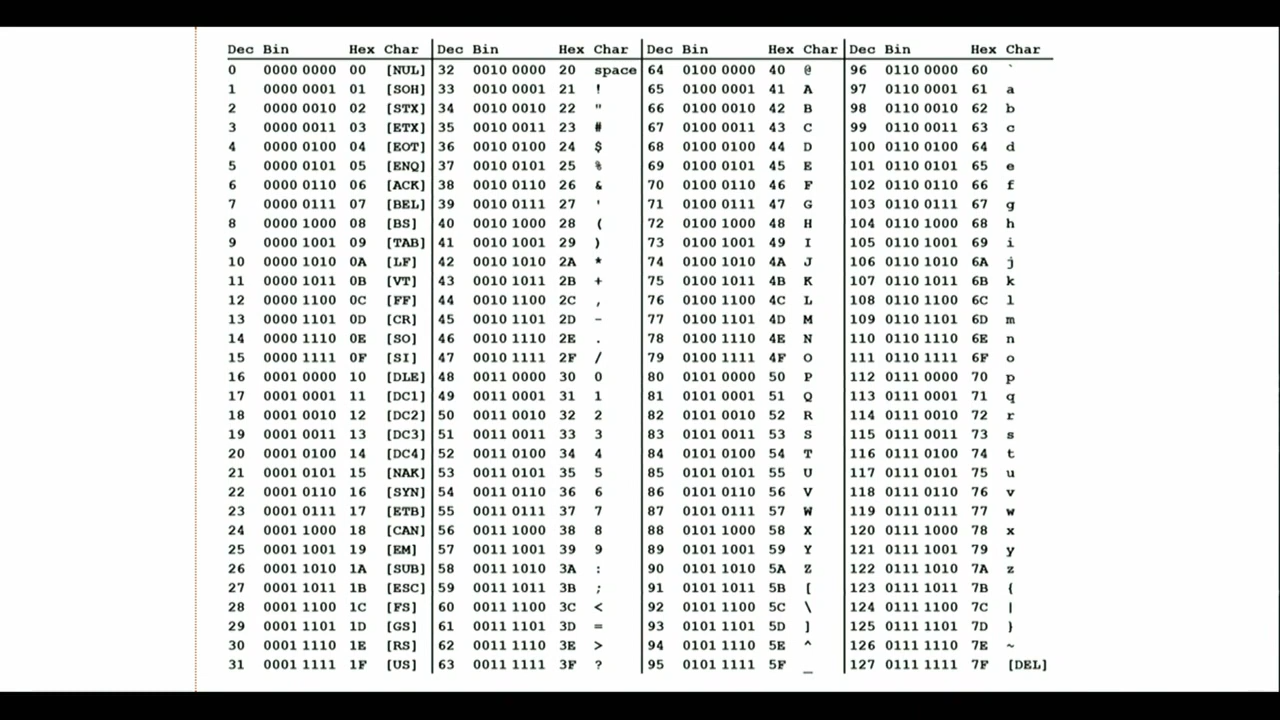 Dec Bin Hex Char Dec Bin Hex Char Dec Bin Hex Char Dec Bin Hex Char
0 0000 0000 00 [NUL] 32 0010 0000 20 space 64 0100 0000 40 @ 96 0110 0000 60 `
1 0000 0001 01 [SOH] 33 0010 0001 21 ! 65 0100 0001 41 A 97 0110 0001 61 a
2 0000 0010 02 [STX] 34 0010 0010 22 " 66 0100 0010 42 B 98 0110 0010 62 b
3 0000 0011 03 [ETX] 35 0010 0011 23 # 67 0100 0011 43 C 99 0110 0011 63 c
4 0000 0100 04 [EOT] 36 0010 0100 24 $ 68 0100 0100 44 D 100 0110 0100 64 d
5 0000 0101 05 [ENQ] 37 0010 0101 25 % 69 0100 0101 45 E 101 0110 0101 65 e
6 0000 0110 06 [ACK] 38 0010 0110 26 & 70 0100 0110 46 F 102 0110 0110 66 f
7 0000 0111 07 [BEL] 39 0010 0111 27 ' 71 0100 0111 47 G 103 0110 0111 67 g
8 0000 1000 08 [BS] 40 0010 1000 28 ( 72 0100 1000 48 H 104 0110 1000 68 h
9 0000 1001 09 [TAB] 41 0010 1001 29 ) 73 0100 1001 49 I 105 0110 1001 69 i
10 0000 1010 0A [LF] 42 0010 1010 2A * 74 0100 1010 4A J 106 0110 1010 6A j
11 0000 1011 0B [VT] 43 0010 1011 2B + 75 0100 1011 4B K 107 0110 1011 6B k
12 0000 1100 0C [FF] 44 0010 1100 2C , 76 0100 1100 4C L 108 0110 1100 6C l
13 0000 1101 0D [CR] 45 0010 1101 2D - 77 0100 1101 4D M 109 0110 1101 6D m
14 0000 1110 0E [SO] 46 0010 1110 2E . 78 0100 1110 4E N 110 0110 1110 6E n
15 0000 1111 0F [SI] 47 0010 1111 2F / 79 0100 1111 4F O 111 0110 1111 6F o
16 0001 0000 10 [DLE] 48 0011 0000 30 0 80 0101 0000 50 P 112 0111 0000 70 p
17 0001 0001 11 [DC1] 49 0011 0001 31 1 81 0101 0001 51 Q 113 0111 0001 71 q
18 0001 0010 12 [DC2] 50 0011 0010 32 2 82 0101 0010 52 R 114 0111 0010 72 r
19 0001 0011 13 [DC3] 51 0011 0011 33 3 83 0101 0011 53 S 115 0111 0011 73 s
20 0001 0100 14 [DC4] 52 0011 0100 34 4 84 0101 0100 54 T 116 0111 0100 74 t
21 0001 0101 15 [NAK] 53 0011 0101 35 5 85 0101 0101 55 U 117 0111 0101 75 u
22 0001 0110 16 [SYN] 54 0011 0110 36 6 86 0101 0110 56 V 118 0111 0110 76 v
23 0001 0111 17 [ETB] 55 0011 0111 37 7 87 0101 0111 57 W 119 0111 0111 77 w
24 0001 1000 18 [CAN] 56 0011 1000 38 8 88 0101 1000 58 X 120 0111 1000 78 x
25 0001 1001 19 [EM] 57 0011 1001 39 9 89 0101 1001 59 Y 121 0111 1001 79 y
26 0001 1010 1A [SUB] 58 0011 1010 3A : 90 0101 1010 5A Z 122 0111 1010 7A z
27 0001 1011 1B [ESC] 59 0011 1011 3B ; 91 0101 1011 5B [ 123 0111 1011 7B {
28 0001 1100 1C [FS] 60 0011 1100 3C < 92 0101 1100 5C \ 124 0111 1100 7C |
29 0001 1101 1D [GS] 61 0011 1101 3D = 93 0101 1101 5D ] 125 0111 1101 7D }
30 0001 1110 1E [RS] 62 0011 1110 3E > 94 0101 1110 5E ^ 126 0111 1110 7E ~
31 0001 1111 1F [US] 63 0011 1111 3F ? 95 0101 1111 5F _ 127 0111 1111 7F [DEL]